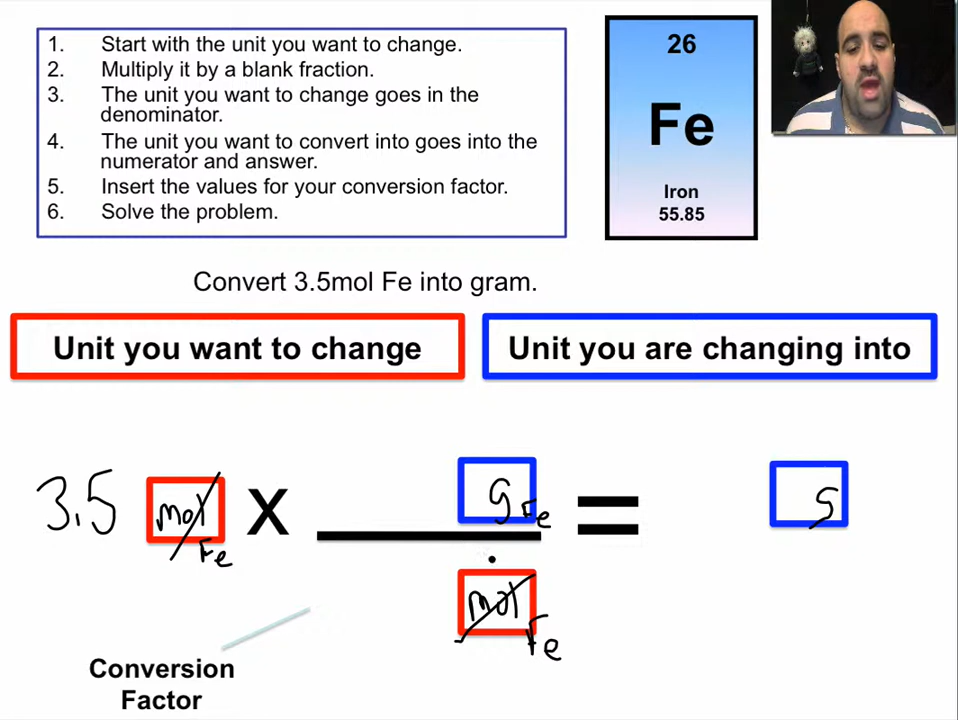 1. Start with the unit you want to change.
2. Multiply it by a blank fraction.
3. The unit you want to change goes in the
denominator.
4. The unit you want to convert into goes into the
numerator and answer.
5. Insert the values for your conversion factor.
6. Solve the problem.
26
Fe
Iron
55.85
Convert 3.5mol Fe into gram.
Unit you want to change
Unit you are changing into
3.5 mol Fe X g Fe =
mol Fe
Conversion
Factor